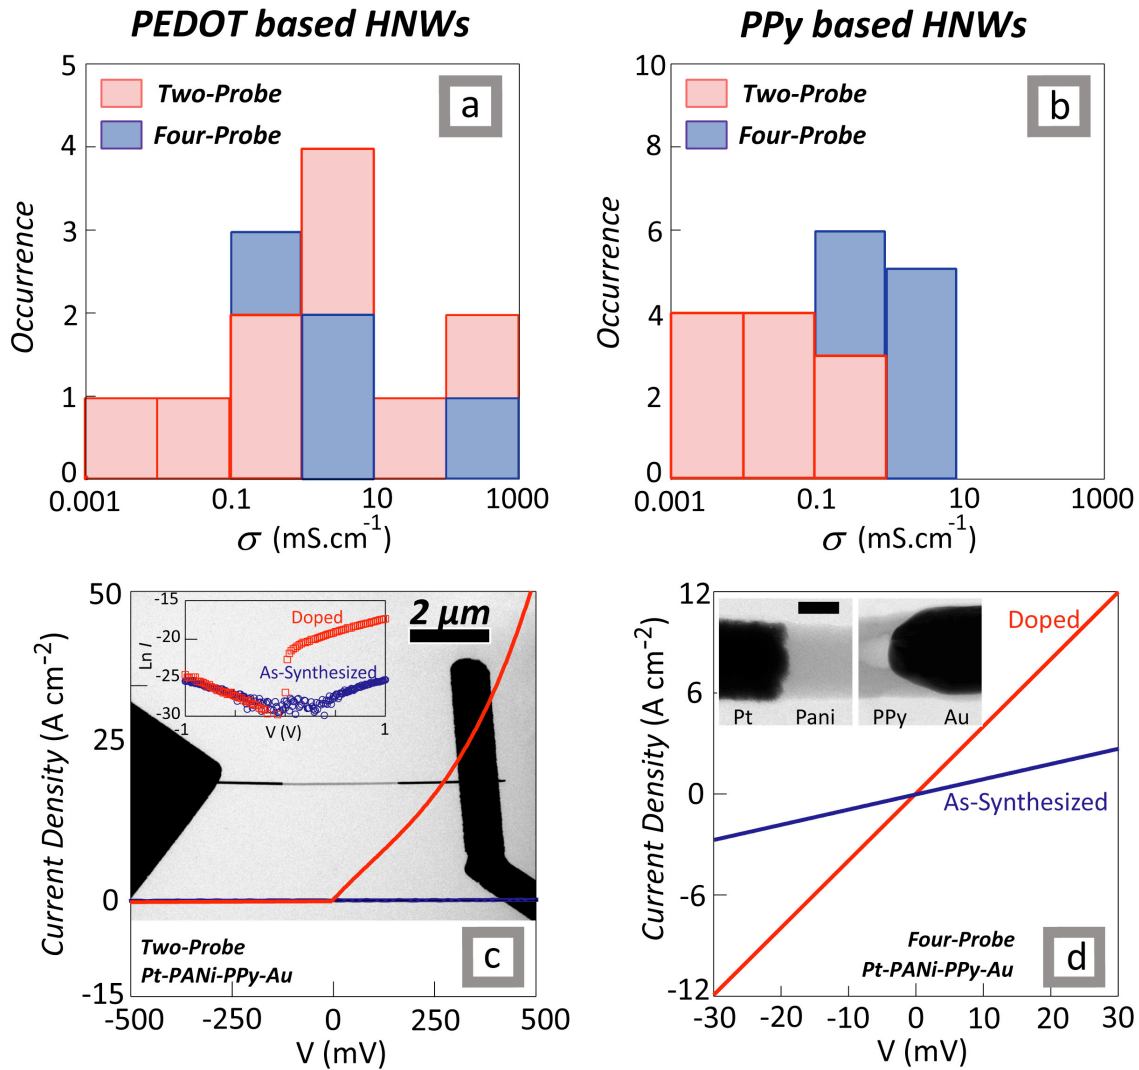 PEDOT based HNWs
PPy based HNWs
5
4
3
2
1
0
Occurrence
Two-Probe
Four-Probe
a
0.001
0.1
10
1000
σ (mS.cm-1)
10
8
6
4
2
0
Occurrence
Two-Probe
Four-Probe
b
0.001
0.1
10
1000
σ (mS.cm-1)
50
25
0
-15
Current Density (A cm-2)
-15
-20
-25
-30
Ln I
Doped
As-Synthesized
-1
V (V)
1
2 μm
Two-Probe
Pt-PANi-PPy-Au
c
-500
-250
0
250
500
V (mV)
12
6
0
-6
-12
Current Density (A cm-2)
Pt
Pani
PPy
Au
Doped
As-Synthesized
Four-Probe
Pt-PANi-PPy-Au
d
-30
-20
-10
0
10
20
30
V (mV)